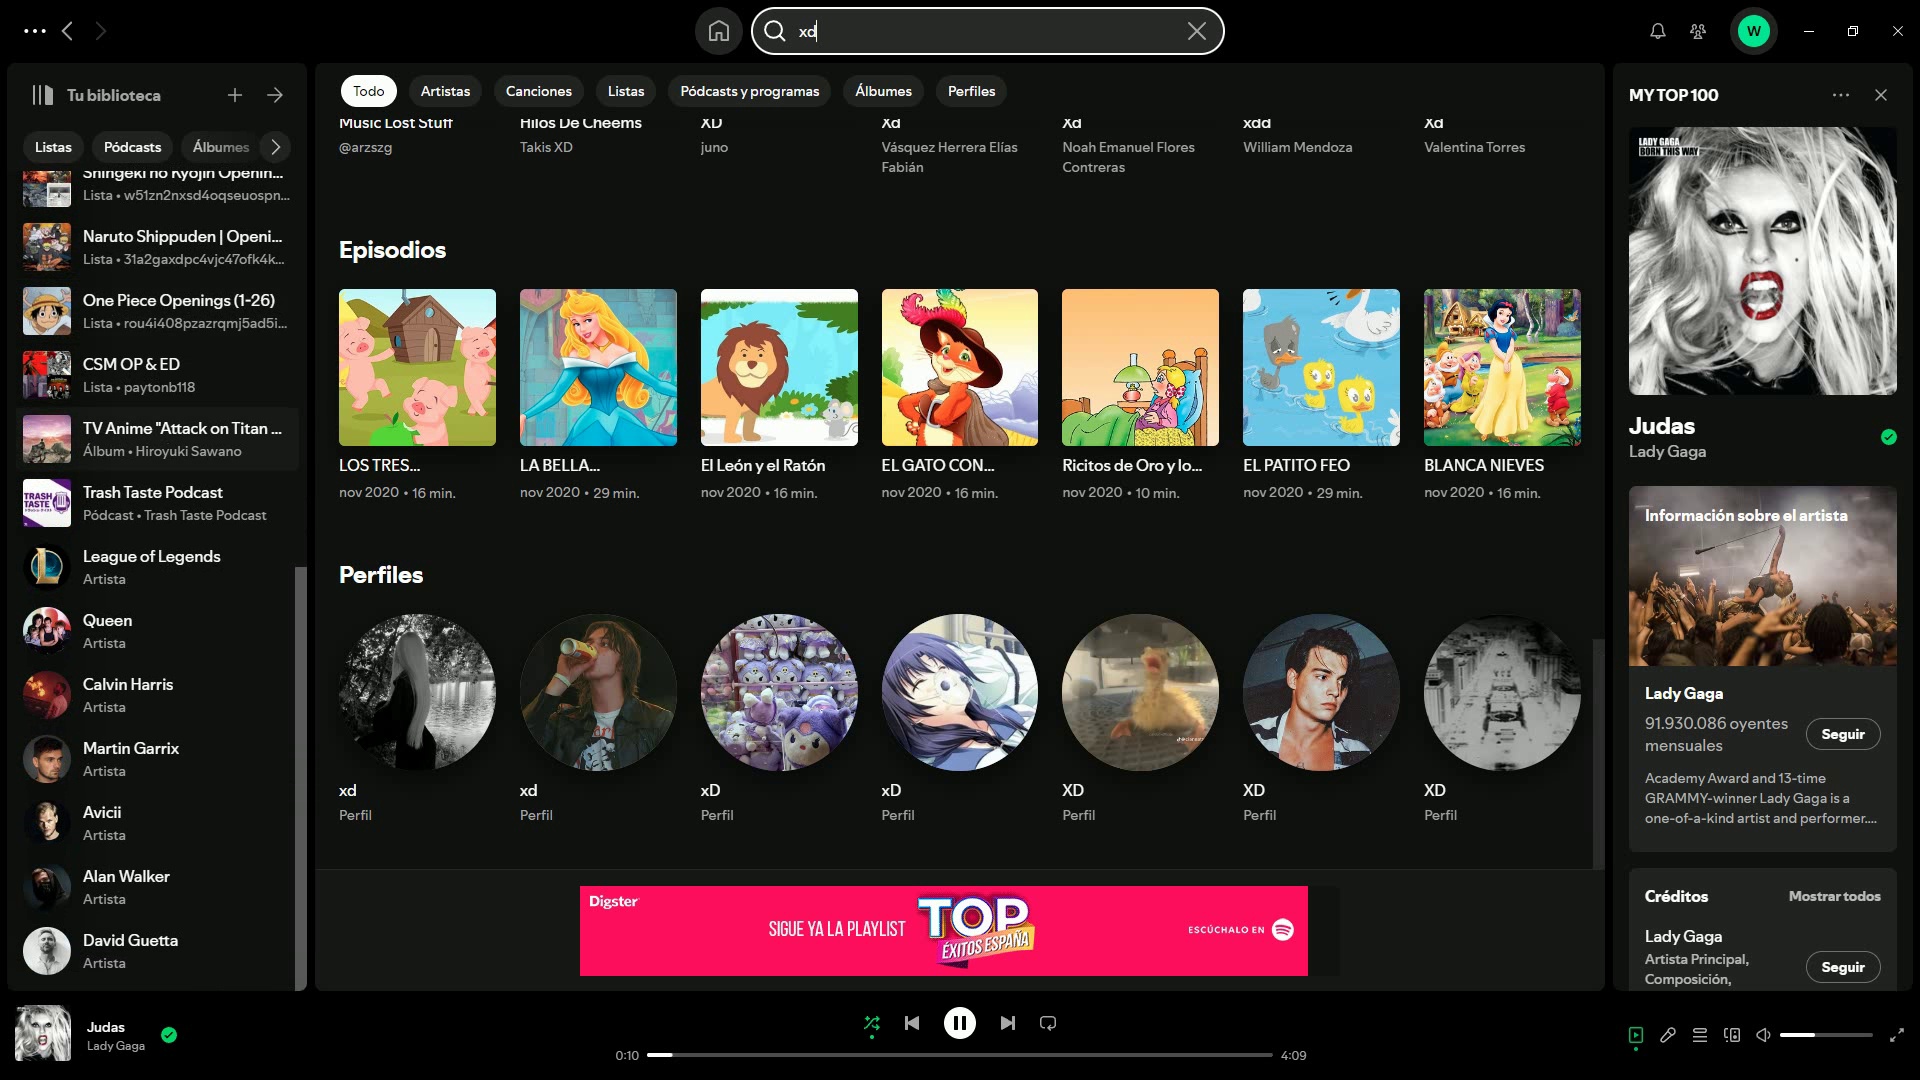 xd
W
Tu biblioteca
Listas
Pódcasts
Álbumes
Shingeki no Kyojin Openin...
Lista • w51zn2nxsd4oqseuospn...
Naruto Shippuden | Openi...
Lista • 31a2gaxdpc4vjc47ofk4k...
One Piece Openings (1-26)
Lista • rou4i408pzazrqmj5ad5i...
CSM OP & ED
Lista • paytonb118
TV Anime "Attack on Titan ...
Álbum • Hiroyuki Sawano
TRASH
TASTE
Trash Taste Podcast
Pódcast • Trash Taste Podcast
League of Legends
Artista
Queen
Artista
Calvin Harris
Artista
Martin Garrix
Artista
Avicii
Artista
Alan Walker
Artista
David Guetta
Artista
Todo
Artistas
Canciones
Listas
Pódcasts y programas
Álbumes
Perfiles
Music Lost Stuff
@arzszg
Hilos De Cheems
Takis XD
XD
juno
Xd
Vásquez Herrera Elías
Fabián
Xd
Noah Emanuel Flores
Contreras
xdd
William Mendoza
Xd
Valentina Torres
Episodios
LOS TRES...
nov 2020 • 16 min.
LA BELLA...
nov 2020 • 29 min.
El León y el Ratón
nov 2020 • 16 min.
EL GATO CON...
nov 2020 • 16 min.
Ricitos de Oro y lo...
nov 2020 • 10 min.
EL PATITO FEO
nov 2020 • 29 min.
BLANCA NIEVES
nov 2020 • 16 min.
Perfiles
xd
Perfil
xd
Perfil
xD
Perfil
xD
Perfil
XD
Perfil
XD
Perfil
XD
Perfil
Digster
SIGUE YA LA PLAYLIST
TOP
ÉXITOS ESPAÑA
ESCÚCHALO EN
MY TOP 100
LADY GAGA
BORN THIS WAY
Judas
Lady Gaga
Información sobre el artista
Lady Gaga
91.930.086 oyentes
mensuales
Seguir
Academy Award and 13-time
GRAMMY-winner Lady Gaga is a
one-of-a-kind artist and performer....
Créditos
Mostrar todos
Lady Gaga
Artista Principal,
Composición,
Seguir
Judas
Lady Gaga
0:10
4:09